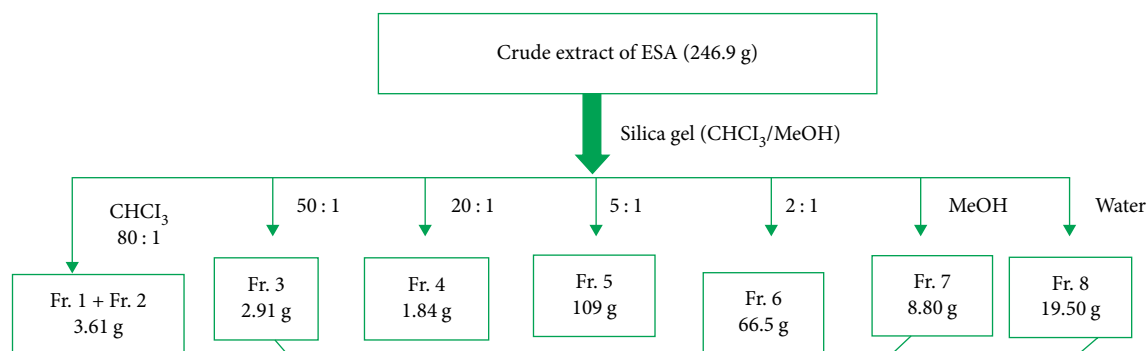 Crude extract of ESA (246.9 g)
Silica gel (CHCI₃/MeOH)
CHCI₃
80 : 1
50 : 1
20 : 1
5 : 1
2 : 1
MeOH
Water
Fr. 1 + Fr. 2
3.61 g
Fr. 3
2.91 g
Fr. 4
1.84 g
Fr. 5
109 g
Fr. 6
66.5 g
Fr. 7
8.80 g
Fr. 8
19.50 g